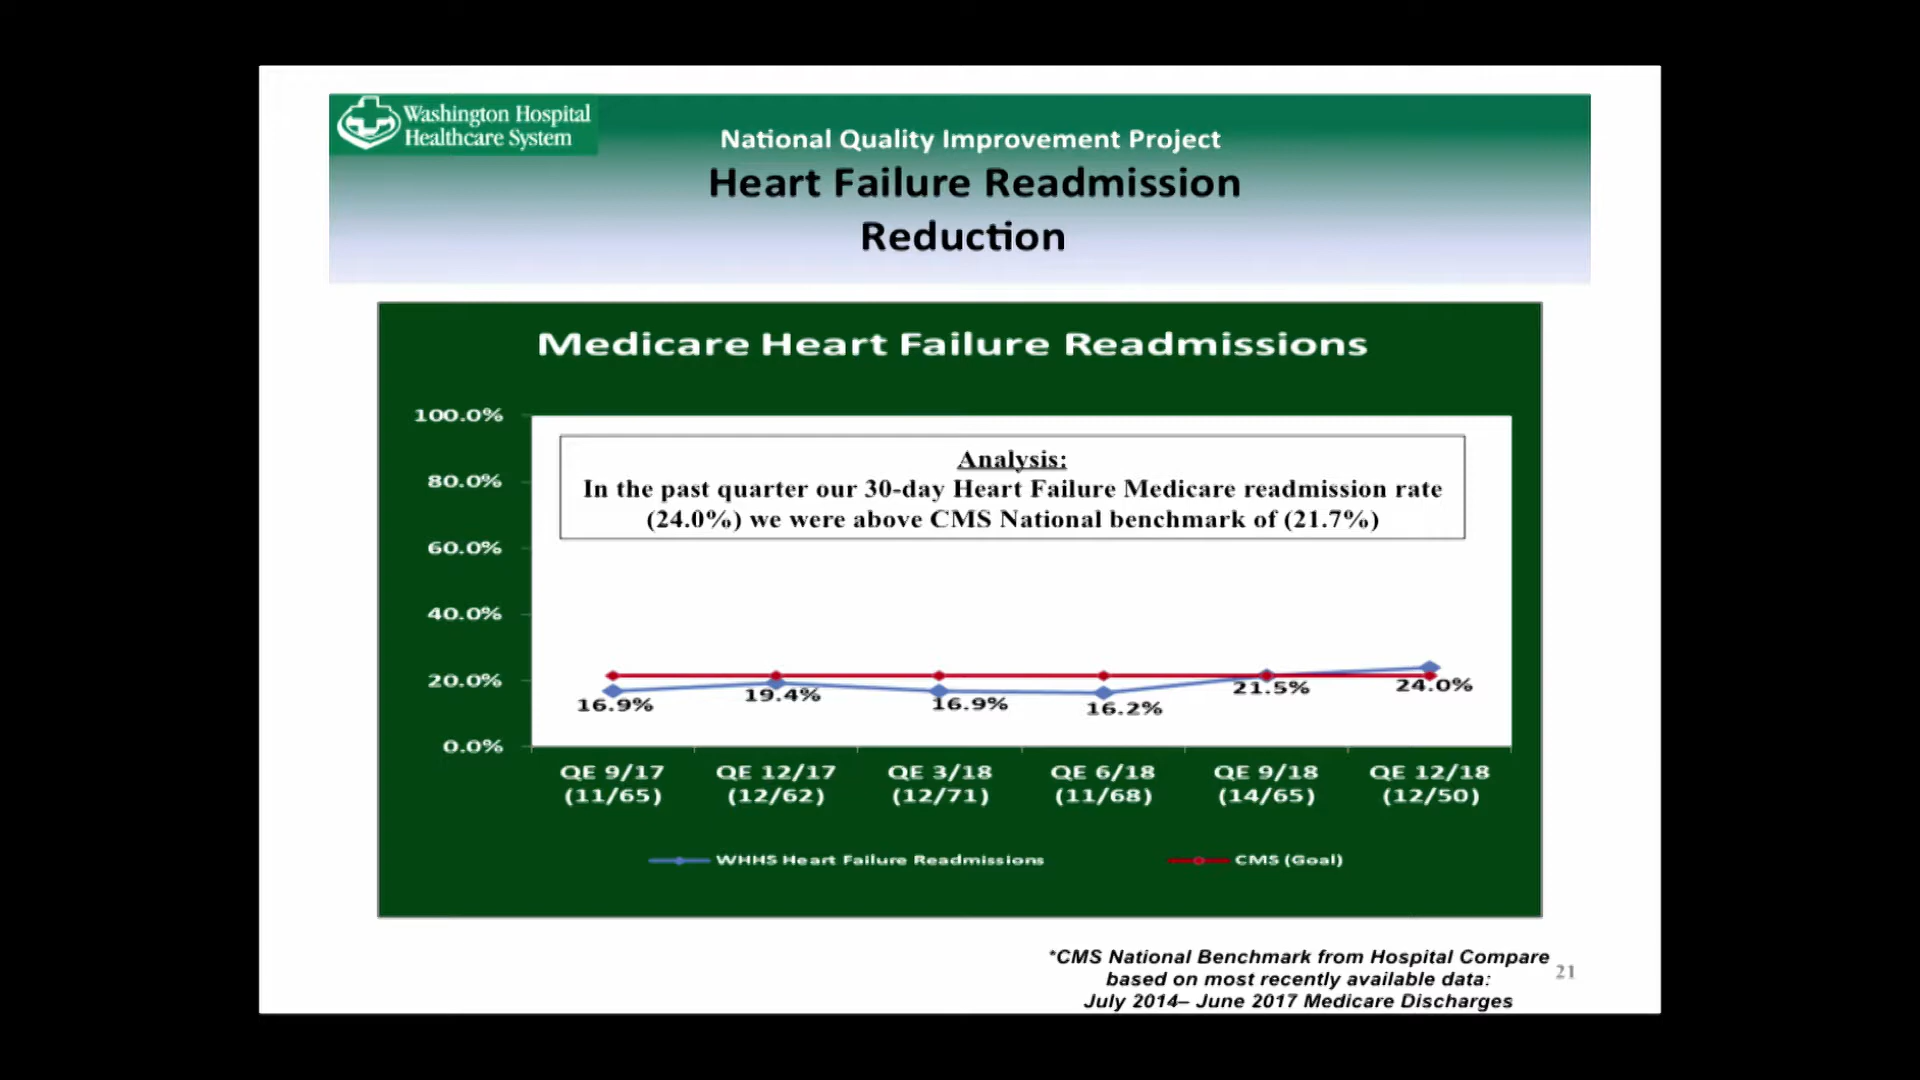 Washington Hospital
Healthcare System
National Quality Improvement Project
Heart Failure Readmission
Reduction
Medicare Heart Failure Readmissions
100.0%
80.0%
60.0%
40.0%
20.0%
0.0%
Analysis:
In the past quarter our 30-day Heart Failure Medicare readmission rate
(24.0%) we were above CMS National benchmark of (21.7%)
16.9%
19.4%
16.9%
16.2%
21.5%
24.0%
QE 9/17
(11/65)
QE 12/17
(12/62)
QE 3/18
(12/71)
QE 6/18
(11/68)
QE 9/18
(14/65)
QE 12/18
(12/50)
WHHS Heart Failure Readmissions
CMS (Goal)
*CMS National Benchmark from Hospital Compare
based on most recently available data:
July 2014– June 2017 Medicare Discharges
21